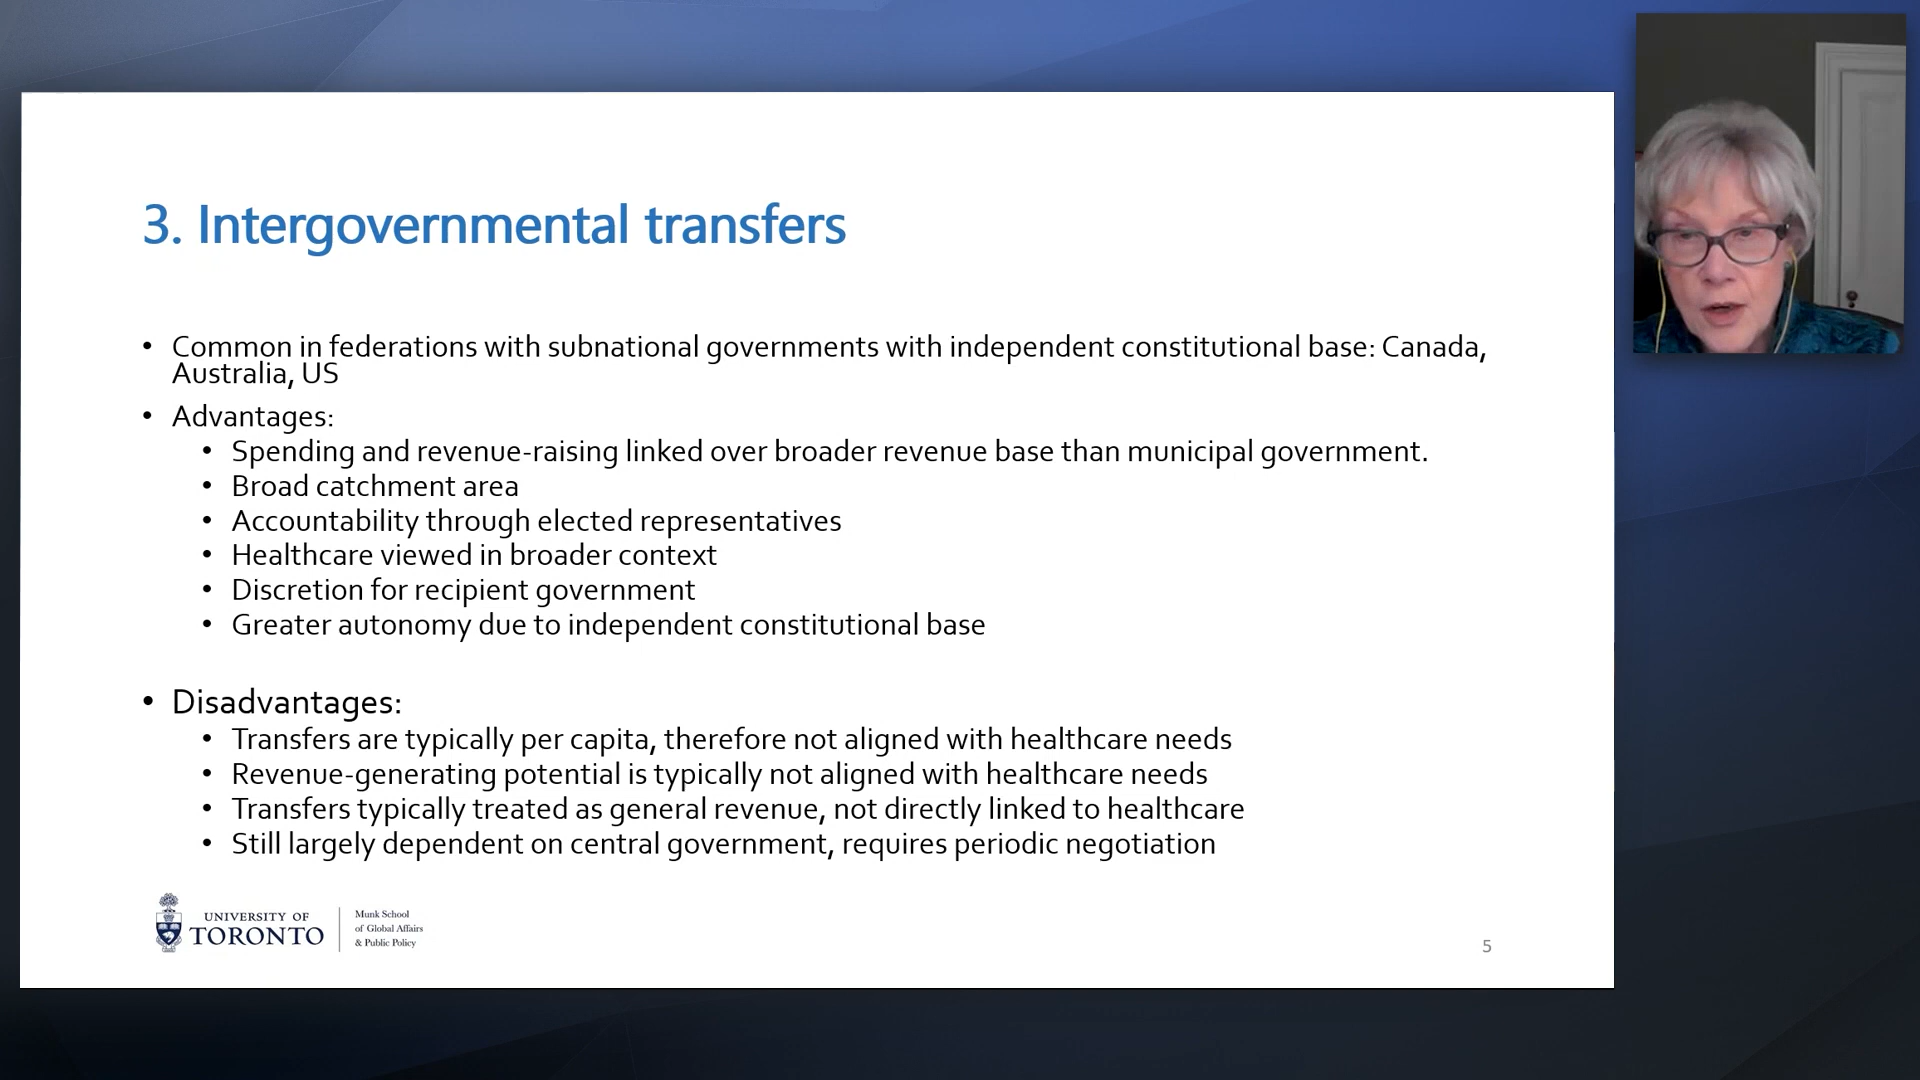 3. Intergovernmental transfers
• Common in federations with subnational governments with independent constitutional base: Canada,
Australia, US
• Advantages:
• Spending and revenue-raising linked over broader revenue base than municipal government.
• Broad catchment area
• Accountability through elected representatives
• Healthcare viewed in broader context
• Discretion for recipient government
• Greater autonomy due to independent constitutional base
• Disadvantages:
• Transfers are typically per capita, therefore not aligned with healthcare needs
• Revenue-generating potential is typically not aligned with healthcare needs
• Transfers typically treated as general revenue, not directly linked to healthcare
• Still largely dependent on central government, requires periodic negotiation
UNIVERSITY OF
TORONTO
Munk School
of Global Affairs
& Public Policy
5